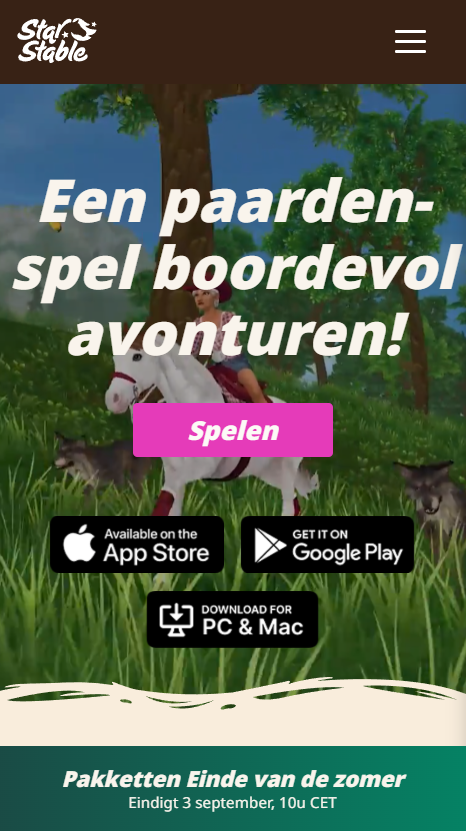 Star
Stable
Een paarden-
spel boordevol
avonturen!
Spelen
Available on the
App Store
GET IT ON
Google Play
DOWNLOAD FOR
PC & Mac
Pakketten Einde van de zomer
Eindigt 3 september, 10u CET